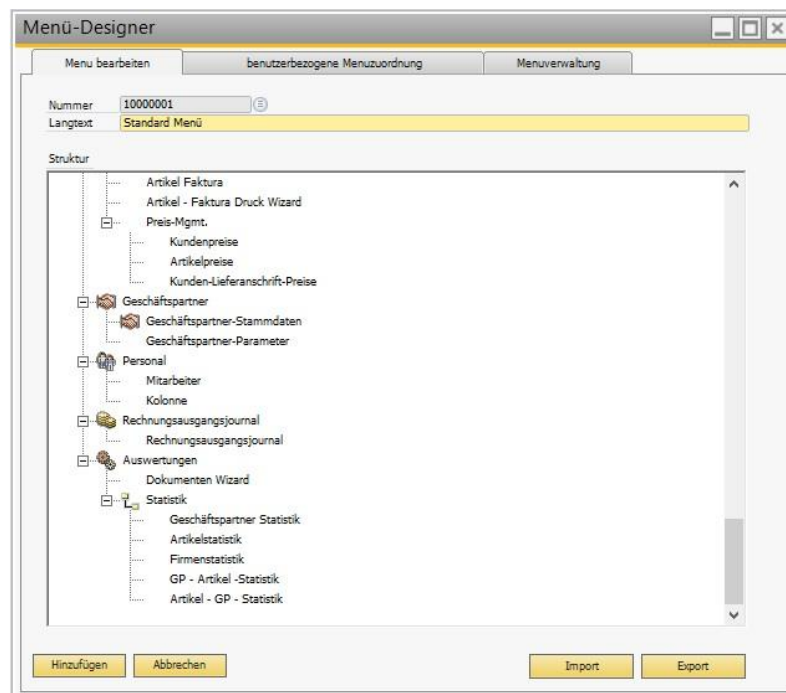 Menü-Designer
Menu bearbeiten benutzerbezogene Menuzuordnung Menuverwaltung
Nummer 10000001
Langtext Standard Menü
Struktur
Artikel Faktura
Artikel - Faktura Druck Wizard
Preis-Mgmt.
Kundenpreise
Artikelpreise
Kunden-Lieferanschrift-Preise
Geschäftspartner
Geschäftspartner-Stammdaten
Geschäftspartner-Parameter
Personal
Mitarbeiter
Kolonne
Rechnungsausgangsjournal
Rechnungsausgangsjournal
Auswertungen
Dokumenten Wizard
Statistik
Geschäftspartner Statistik
Artikelstatistik
Firmenstatistik
GP - Artikel -Statistik
Artikel - GP - Statistik
Hinzufügen Abbrechen Import Export